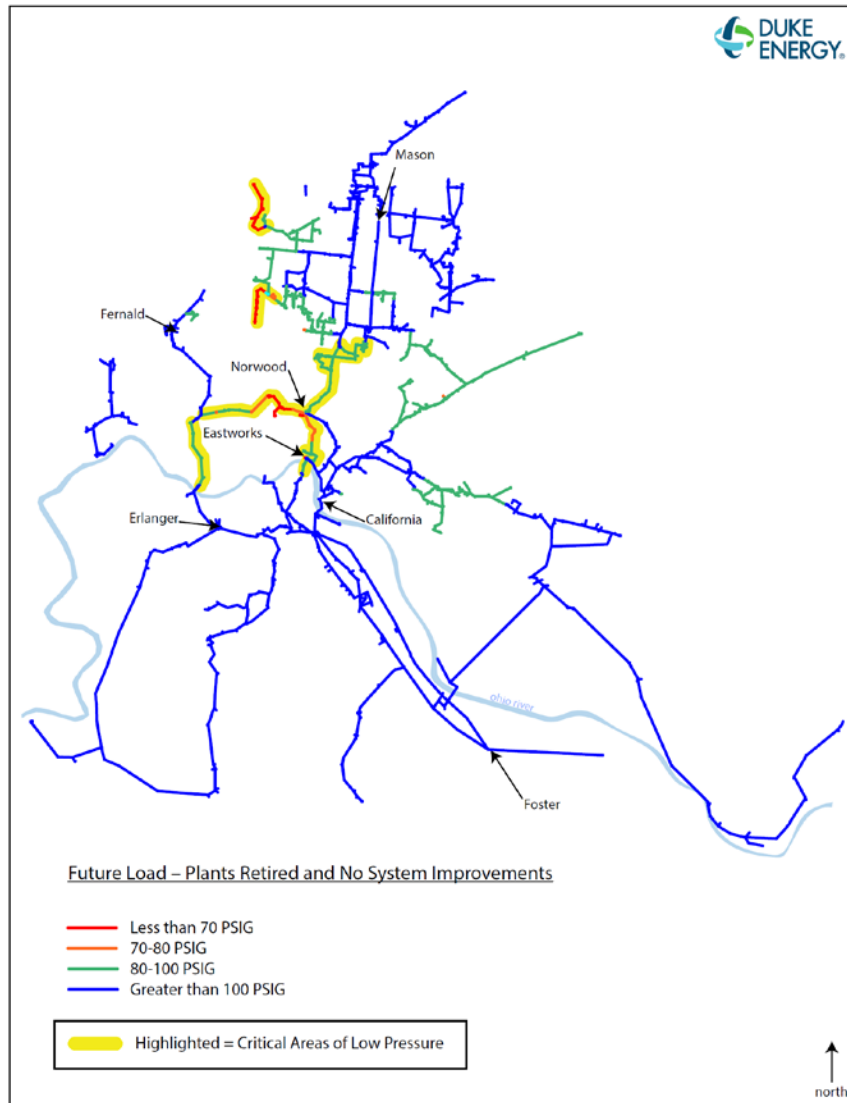 DUKE
ENERGY®
Mason
Fernald
Norwood
Eastworks
Erlanger
California
ohio river
Foster
Future Load – Plants Retired and No System Improvements
Less than 70 PSIG
70-80 PSIG
80-100 PSIG
Greater than 100 PSIG
Highlighted = Critical Areas of Low Pressure
north